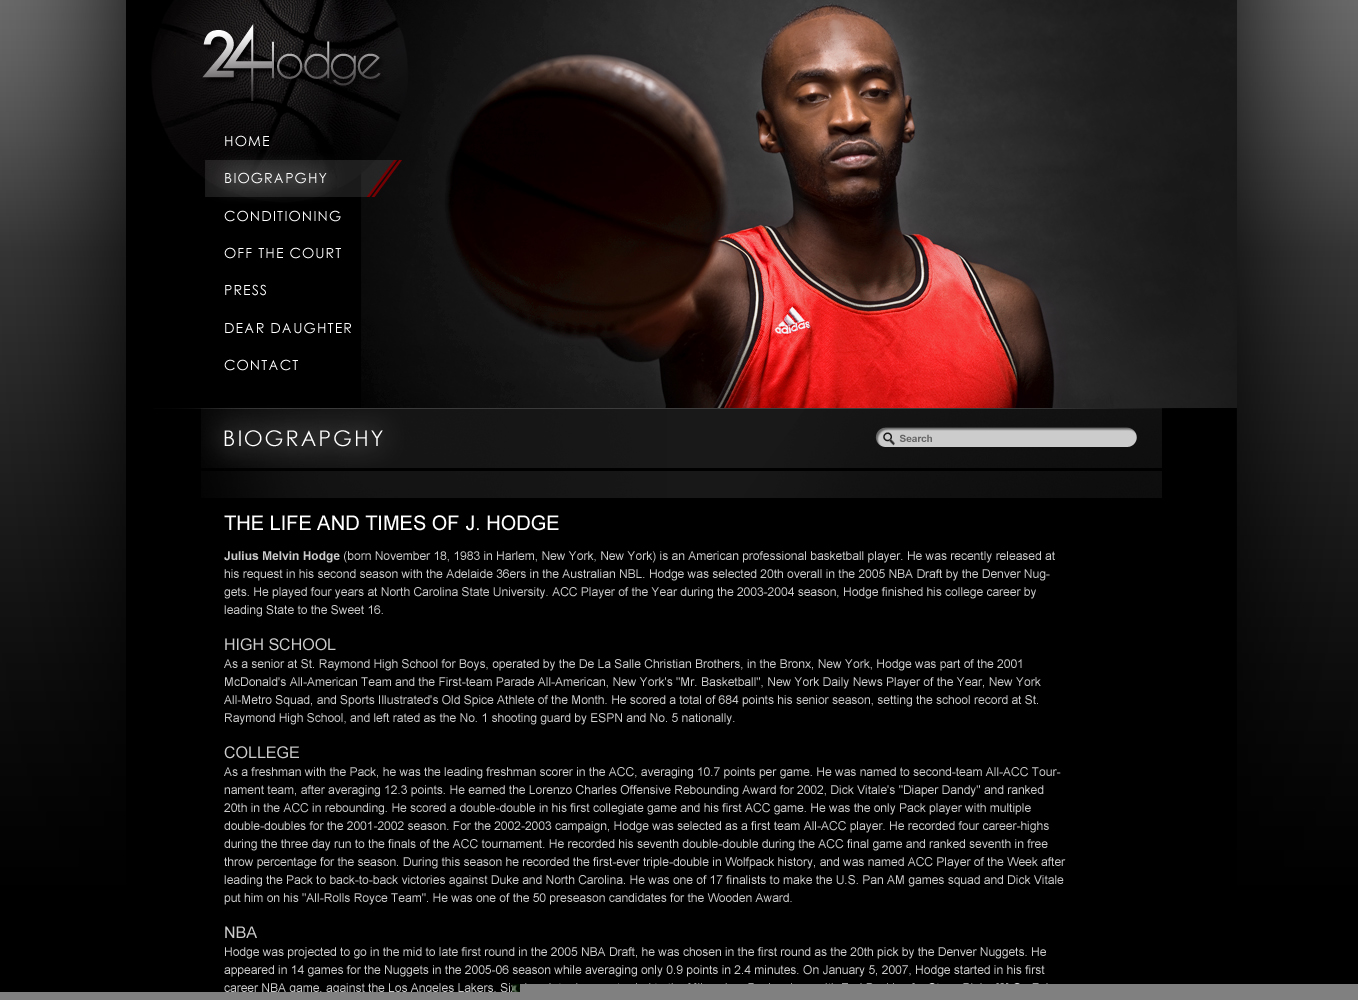 24Hodge
HOME
BIOGRAPGHY
CONDITIONING
OFF THE COURT
PRESS
DEAR DAUGHTER
CONTACT
adidas
BIOGRAPGHY
Search
THE LIFE AND TIMES OF J. HODGE
Julius Melvin Hodge (born November 18, 1983 in Harlem, New York, New York) is an American professional basketball player. He was recently released at
his request in his second season with the Adelaide 36ers in the Australian NBL. Hodge was selected 20th overall in the 2005 NBA Draft by the Denver Nug-
gets. He played four years at North Carolina State University. ACC Player of the Year during the 2003-2004 season, Hodge finished his college career by
leading State to the Sweet 16.
HIGH SCHOOL
As a senior at St. Raymond High School for Boys, operated by the De La Salle Christian Brothers, in the Bronx, New York, Hodge was part of the 2001
McDonald's All-American Team and the First-team Parade All-American, New York's "Mr. Basketball", New York Daily News Player of the Year, New York
All-Metro Squad, and Sports Illustrated's Old Spice Athlete of the Month. He scored a total of 684 points his senior season, setting the school record at St.
Raymond High School, and left rated as the No. 1 shooting guard by ESPN and No. 5 nationally.
COLLEGE
As a freshman with the Pack, he was the leading freshman scorer in the ACC, averaging 10.7 points per game. He was named to second-team All-ACC Tour-
nament team, after averaging 12.3 points. He earned the Lorenzo Charles Offensive Rebounding Award for 2002, Dick Vitale's "Diaper Dandy" and ranked
20th in the ACC in rebounding. He scored a double-double in his first collegiate game and his first ACC game. He was the only Pack player with multiple
double-doubles for the 2001-2002 season. For the 2002-2003 campaign, Hodge was selected as a first team All-ACC player. He recorded four career-highs
during the three day run to the finals of the ACC tournament. He recorded his seventh double-double during the ACC final game and ranked seventh in free
throw percentage for the season. During this season he recorded the first-ever triple-double in Wolfpack history, and was named ACC Player of the Week after
leading the Pack to back-to-back victories against Duke and North Carolina. He was one of 17 finalists to make the U.S. Pan AM games squad and Dick Vitale
put him on his "All-Rolls Royce Team". He was one of the 50 preseason candidates for the Wooden Award.
NBA
Hodge was projected to go in the mid to late first round in the 2005 NBA Draft, he was chosen in the first round as the 20th pick by the Denver Nuggets. He
appeared in 14 games for the Nuggets in the 2005-06 season while averaging only 0.9 points in 2.4 minutes. On January 5, 2007, Hodge started in his first
career NBA game, against the Los Angeles Lakers.